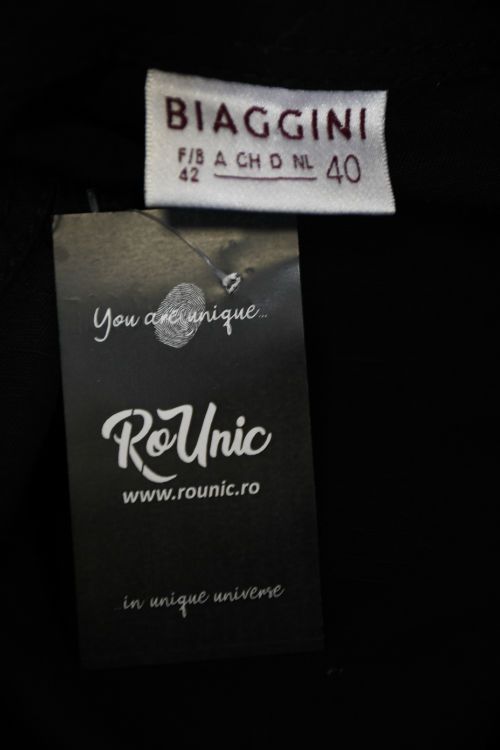 BIAGGINI
F/B A CH D NL 40
42
You are unique...
RoUnic
www.rounic.ro
...in unique universe